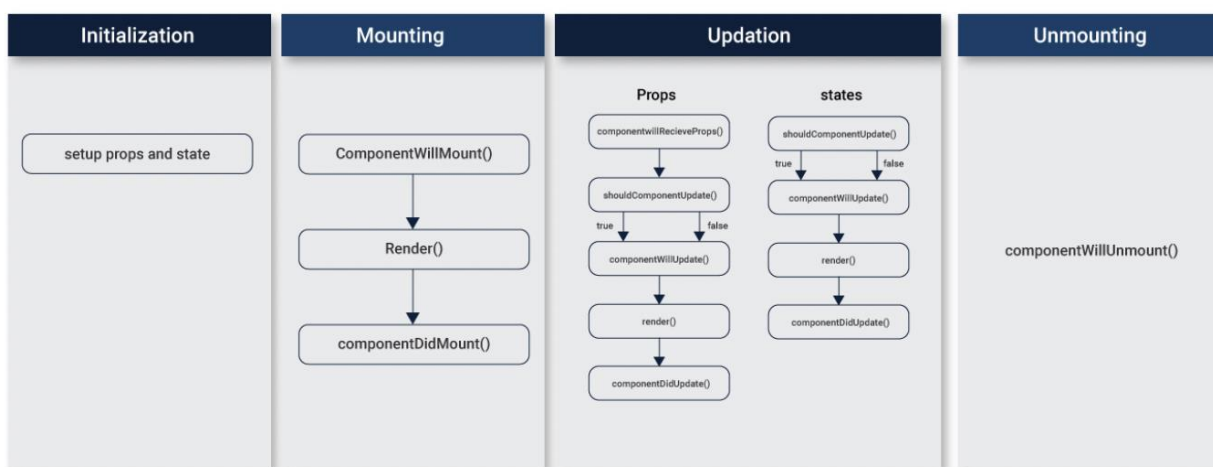 Initialization
setup props and state
Mounting
ComponentWillMount()
Render()
componentDidMount()
Updation
Props
componentwillRecieveProps()
shouldComponentUpdate()
true
false
componentWillUpdate()
render()
componentDidUpdate()
states
shouldComponentUpdate()
true
false
componentWillUpdate()
render()
componentDidUpdate()
Unmounting
componentWillUnmount()